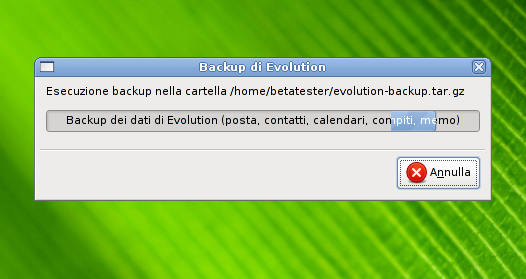 Backup di Evolution
Esecuzione backup nella cartella /home/betatester/evolution-backup.tar.gz
Backup dei dati di Evolution (posta, contatti, calendari, compiti, memo)
Annulla